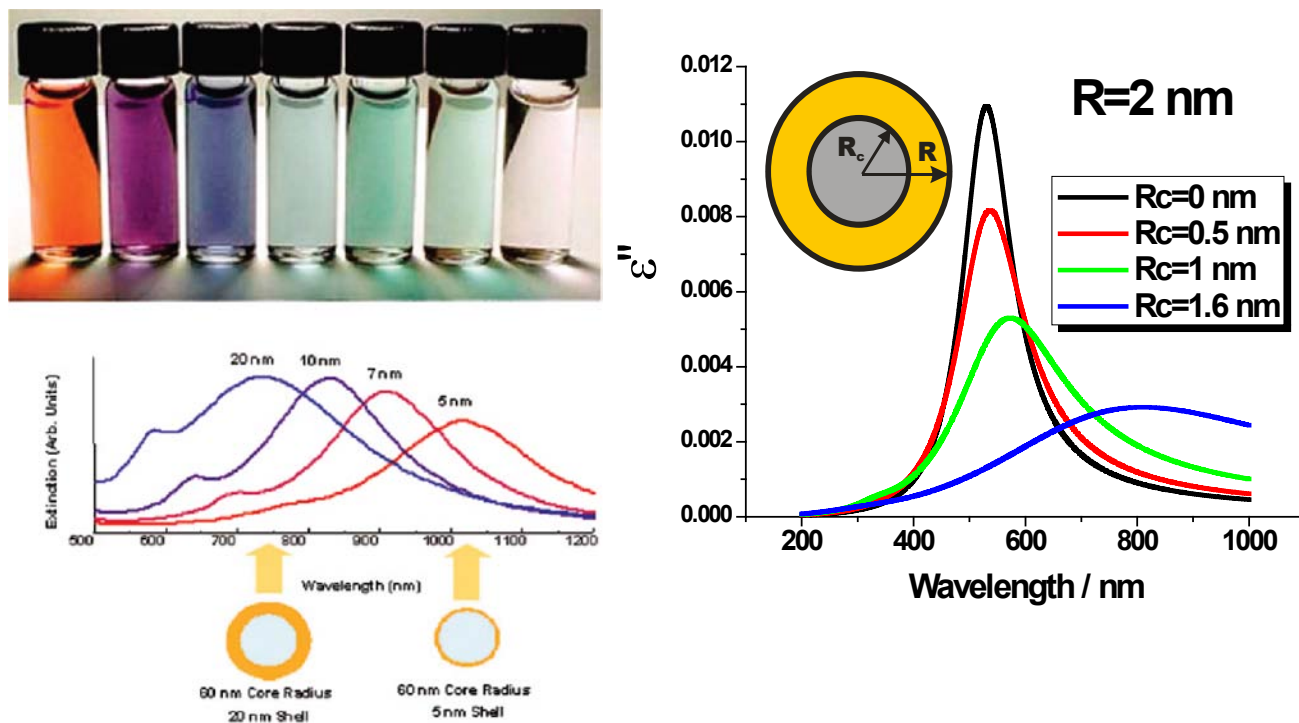 20 nm
10 nm
7 nm
5 nm
Extinction (Arb. Units)
500 600 700 800 900 1000 1100 1200
Wavelength (nm)
60 nm Core Radius
20 nm Shell
60 nm Core Radius
5 nm Shell
R=2 nm
Rc
R
Rc=0 nm
Rc=0.5 nm
Rc=1 nm
Rc=1.6 nm
ε"
0.012
0.010
0.008
0.006
0.004
0.002
0.000
200 400 600 800 1000
Wavelength / nm